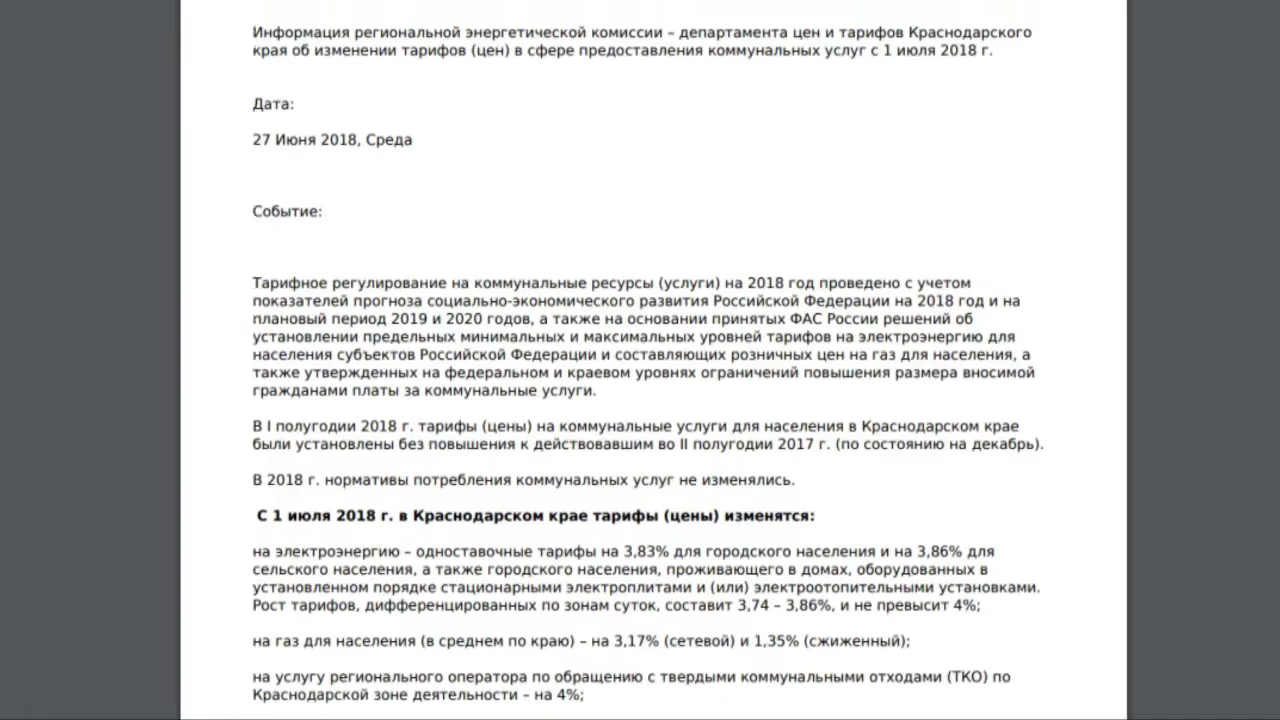 Информация региональной энергетической комиссии – департамента цен и тарифов Краснодарского
края об изменении тарифов (цен) в сфере предоставления коммунальных услуг с 1 июля 2018 г.
Дата:
27 Июня 2018, Среда
Событие:
Тарифное регулирование на коммунальные ресурсы (услуги) на 2018 год проведено с учетом
показателей прогноза социально-экономического развития Российской Федерации на 2018 год и на
плановый период 2019 и 2020 годов, а также на основании принятых ФАС России решений об
установлении предельных минимальных и максимальных уровней тарифов на электроэнергию для
населения субъектов Российской Федерации и составляющих розничных цен на газ для населения, а
также утвержденных на федеральном и краевом уровнях ограничений повышения размера вносимой
гражданами платы за коммунальные услуги.
В I полугодии 2018 г. тарифы (цены) на коммунальные услуги для населения в Краснодарском крае
были установлены без повышения к действовавшим во II полугодии 2017 г. (по состоянию на декабрь).
В 2018 г. нормативы потребления коммунальных услуг не изменялись.
С 1 июля 2018 г. в Краснодарском крае тарифы (цены) изменятся:
на электроэнергию – одноставочные тарифы на 3,83% для городского населения и на 3,86% для
сельского населения, а также городского населения, проживающего в домах, оборудованных в
установленном порядке стационарными электроплитами и (или) электроотопительными установками.
Рост тарифов, дифференцированных по зонам суток, составит 3,74 – 3,86%, и не превысит 4%;
на газ для населения (в среднем по краю) – на 3,17% (сетевой) и 1,35% (сжиженный);
на услугу регионального оператора по обращению с твердыми коммунальными отходами (ТКО) по
Краснодарской зоне деятельности – на 4%;